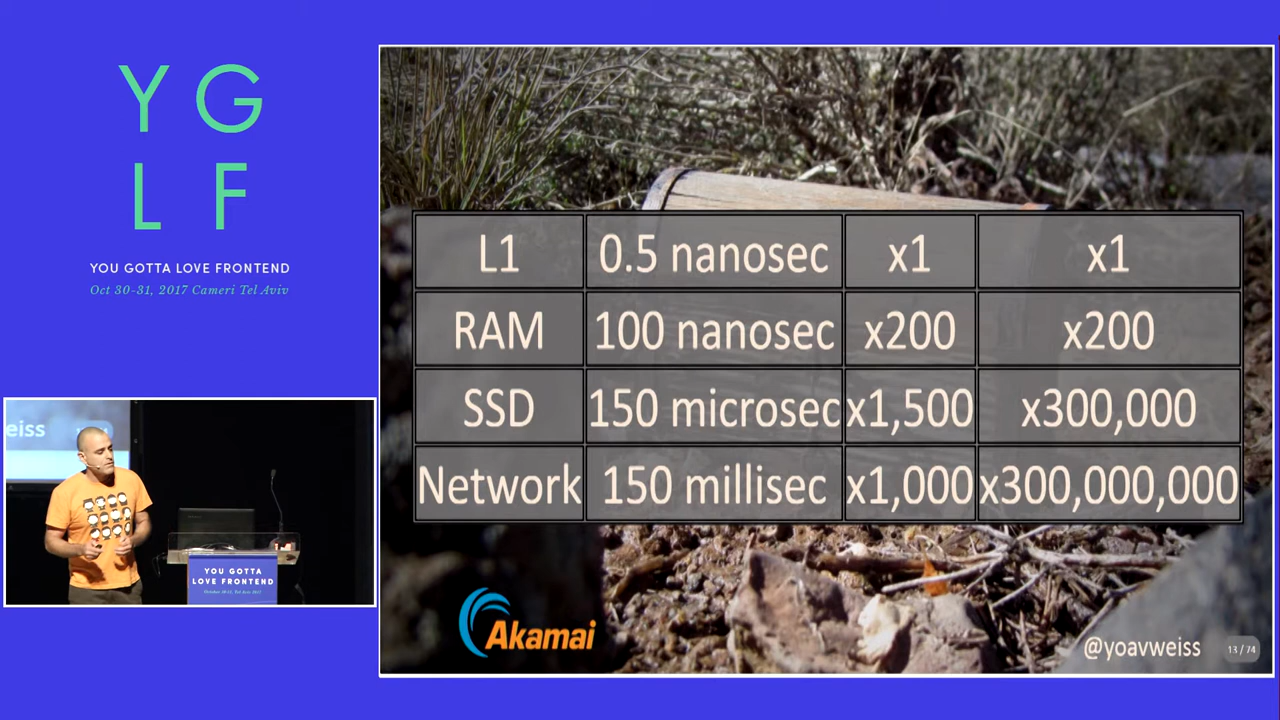 Y G
L F
YOU GOTTA LOVE FRONTEND
Oct 30-31, 2017 Cameri Tel Aviv
L1 0.5 nanosec x1 x1
RAM 100 nanosec x200 x200
SSD 150 microsec x1,500 x300,000
Network 150 millisec x1,000 x300,000,000
Akamai
@yoavweiss
13 / 74
eiss
YOU GOTTA
LOVE FRONTEND